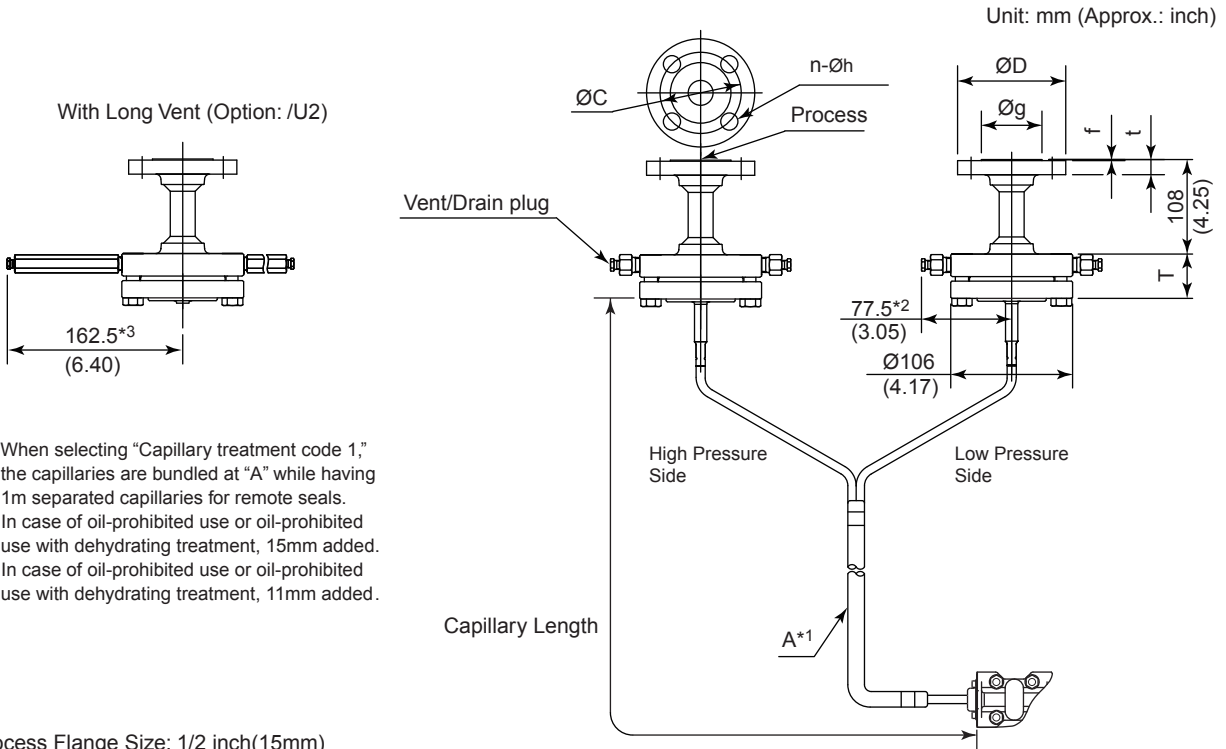 Unit: mm (Approx.: inch)
With Long Vent (Option: /U2)
162.5*3
(6.40)
ØC
n-Øh
Process
Vent/Drain plug
ØD
Øg
f
t
108
(4.25)
T
77.5*2
(3.05)
Ø106
(4.17)
High Pressure
Side
Low Pressure
Side
When selecting “Capillary treatment code 1,”
the capillaries are bundled at “A” while having
1m separated capillaries for remote seals.
In case of oil-prohibited use or oil-prohibited
use with dehydrating treatment, 15mm added.
In case of oil-prohibited use or oil-prohibited
use with dehydrating treatment, 11mm added.
Capillary Length
A*1
Flange Size: 1/2 inch(15mm)